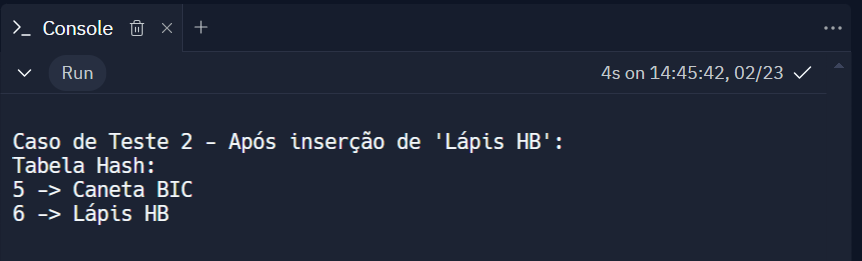 Console
Run
4s on 14:45:42, 02/23
Caso de Teste 2 - Após inserção de 'Lápis HB':
Tabela Hash:
5 -> Caneta BIC
6 -> Lápis HB